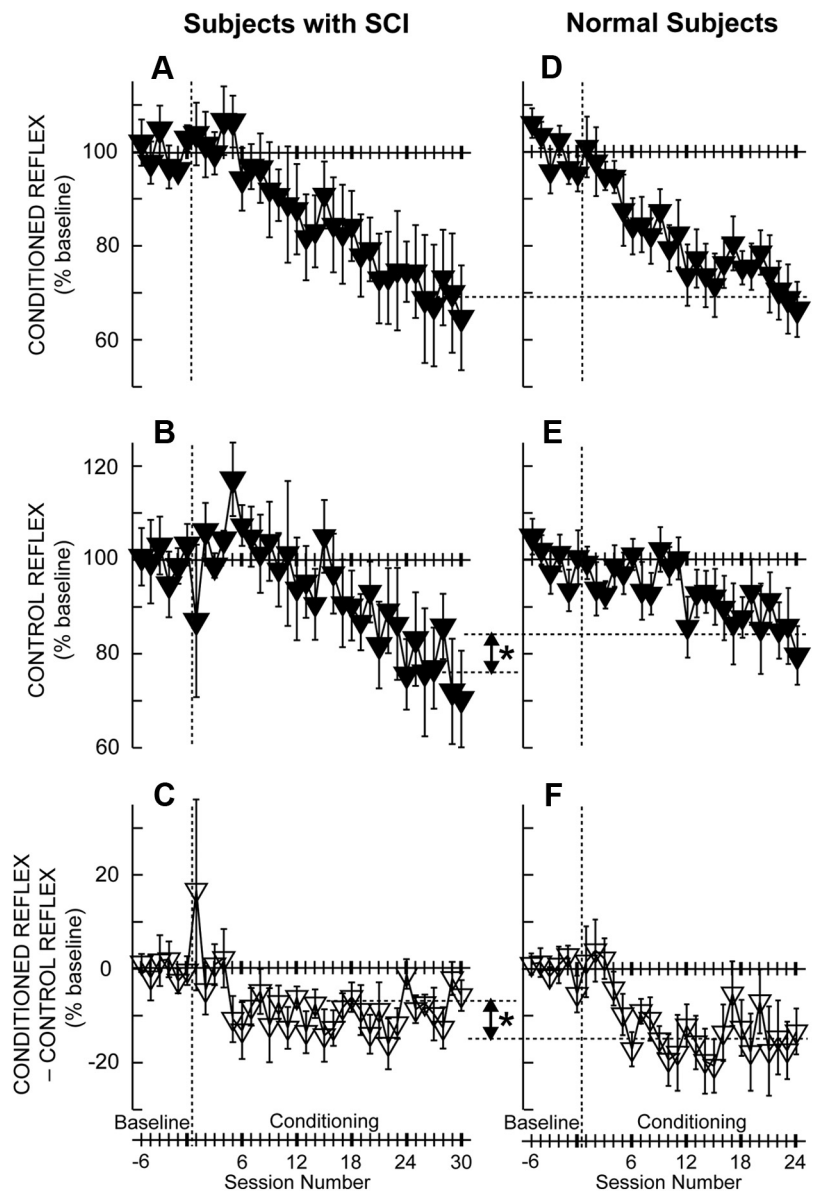 Subjects with SCI
Normal Subjects
A
D
CONDITIONED REFLEX
(% baseline)
100
80
60
B
E
CONTROL REFLEX
(% baseline)
120
100
80
60
*
C
F
CONDITIONED REFLEX
– CONTROL REFLEX
(% baseline)
20
0
-20
*
Baseline
Conditioning
Baseline
Conditioning
-6 6 12 18 24 30
-6 6 12 18 24
Session Number
Session Number